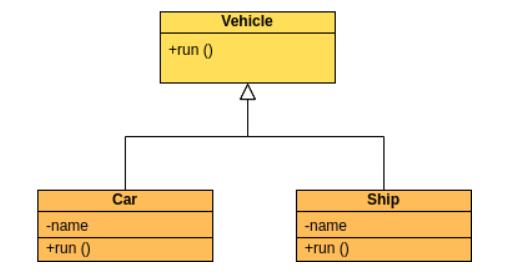 Vehicle
+run ()
Car
-name
+run ()
Ship
-name
+run ()